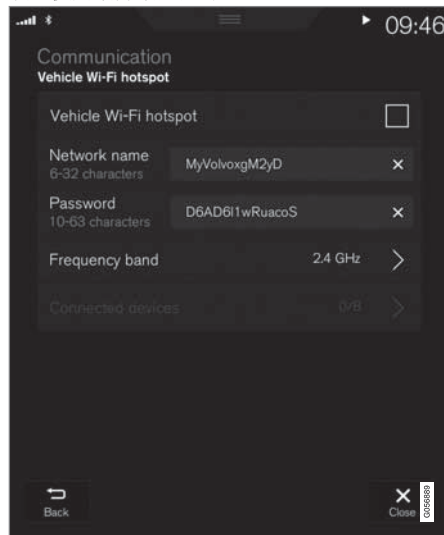 09:46
Communication
Vehicle Wi-Fi hotspot
Vehicle Wi-Fi hotspot
Network name
6-32 characters
MyVolvoxgM2yD
Password
10-63 characters
D6AD6I1wRuacoS
Frequency band
2.4 GHz
Connected devices
0/8
Back
Close
G056889